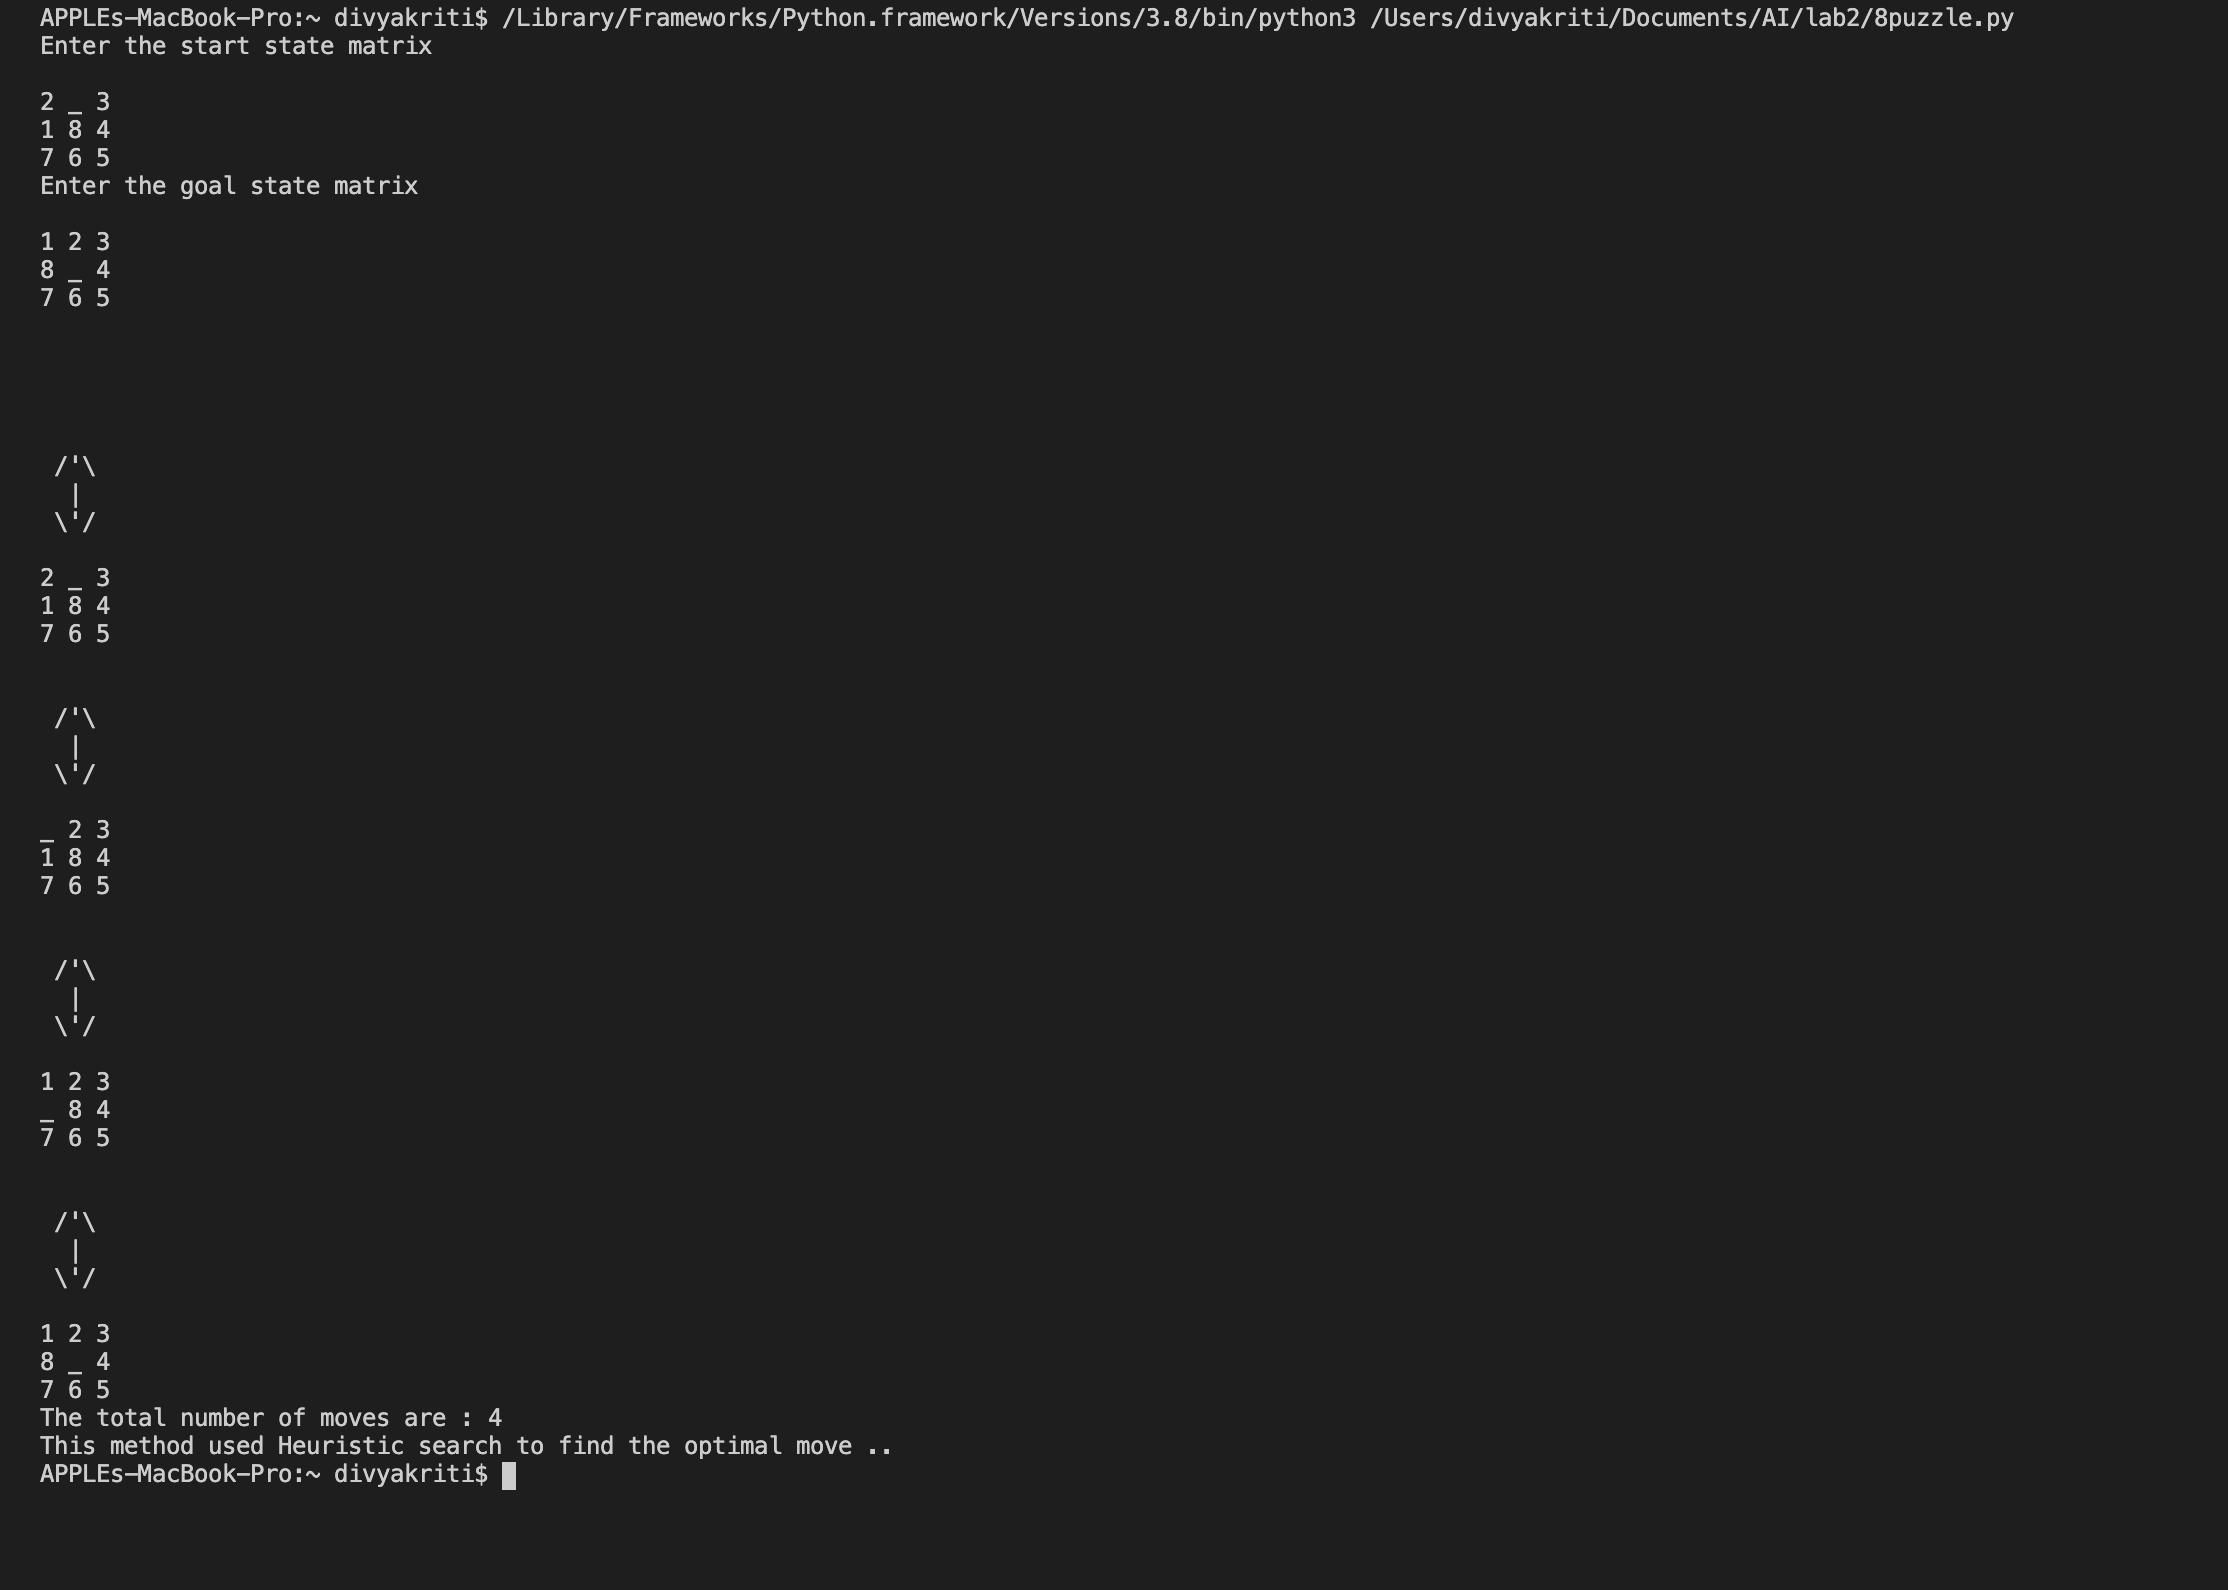 APPLEs-MacBook-Pro:~ divyakriti$ /Library/Frameworks/Python.framework/Versions/3.8/bin/python3 /Users/divyakriti/Documents/AI/lab2/8puzzle.py
Enter the start state matrix
2 _ 3
1 8 4
7 6 5
Enter the goal state matrix
1 2 3
8 _ 4
7 6 5
 /'\
  |
 \'/
2 _ 3
1 8 4
7 6 5
 /'\
  |
 \'/
_ 2 3
1 8 4
7 6 5
 /'\
  |
 \'/
1 2 3
_ 8 4
7 6 5
 /'\
  |
 \'/
1 2 3
8 _ 4
7 6 5
The total number of moves are : 4
This method used Heuristic search to find the optimal move ..
APPLEs-MacBook-Pro:~ divyakriti$